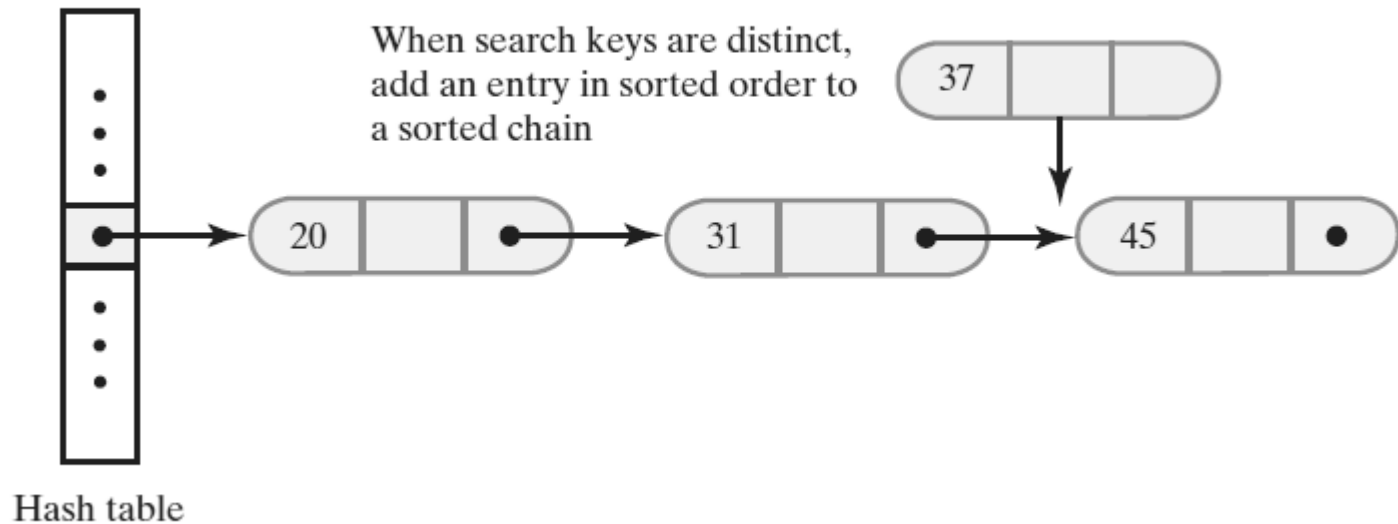 When search keys are distinct,
add an entry in sorted order to
a sorted chain
37
20
31
45
Hash table